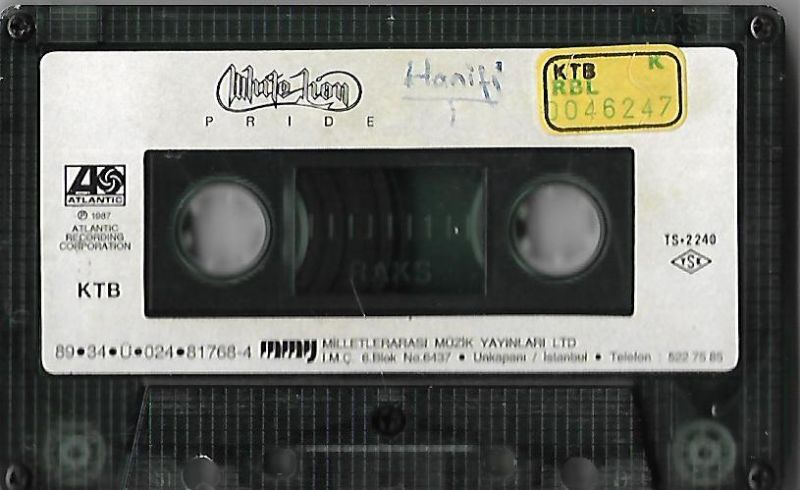 White Lion
PRIDE
Hanifi
KTB K
RBL
0046247
ATLANTIC
℗ 1987
ATLANTIC
RECORDING
CORPORATION
KTB
RAKS
TS•2240
TSE
89•34•Ü•024•81768-4
MİLLETLERARASI MÜZİK YAYINLARI LTD
İ.M.Ç. 6.Blok No.6437 • Unkapanı / İstanbul • Telefon : 522 75 85